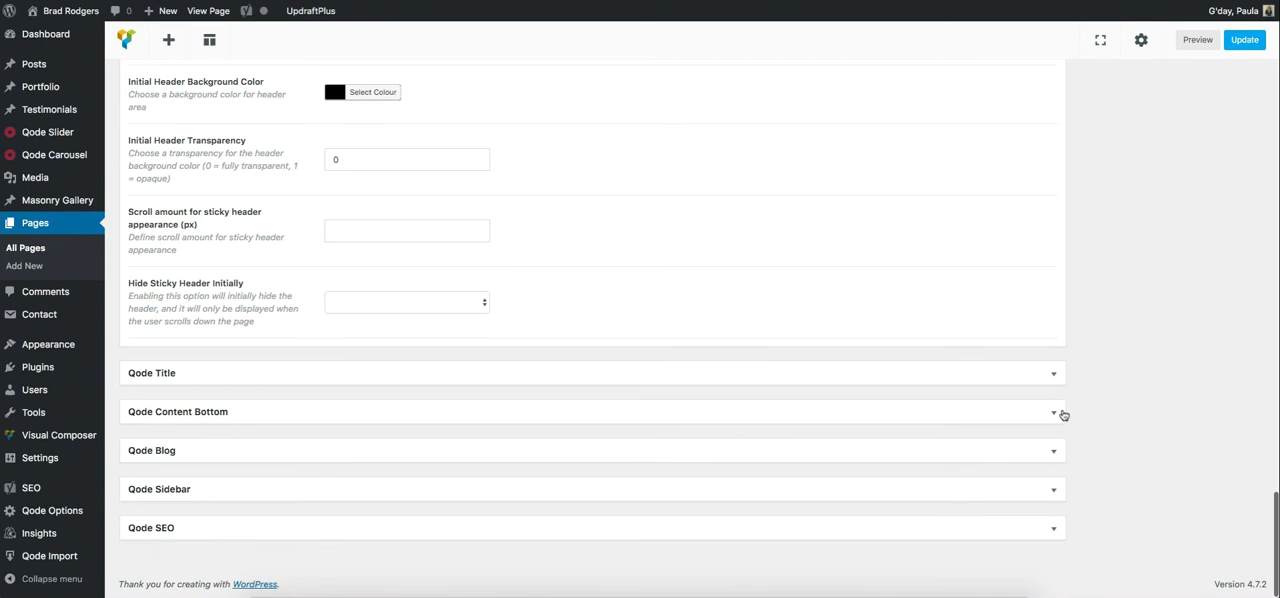 Brad Rodgers
0
New
View Page
UpdraftPlus
G'day, Paula
Dashboard
Posts
Portfolio
Testimonials
Qode Slider
Qode Carousel
Media
Masonry Gallery
Pages
All Pages
Add New
Comments
Contact
Appearance
Plugins
Users
Tools
Visual Composer
Settings
SEO
Qode Options
Insights
Qode Import
Collapse menu
Preview
Update
Initial Header Background Color
Choose a background color for header
area
Select Colour
Initial Header Transparency
Choose a transparency for the header
background color (0 = fully transparent, 1
= opaque)
0
Scroll amount for sticky header
appearance (px)
Define scroll amount for sticky header
appearance
Hide Sticky Header Initially
Enabling this option will initially hide the
header, and it will only be displayed when
the user scrolls down the page
Qode Title
Qode Content Bottom
Qode Blog
Qode Sidebar
Qode SEO
Thank you for creating with WordPress.
Version 4.7.2